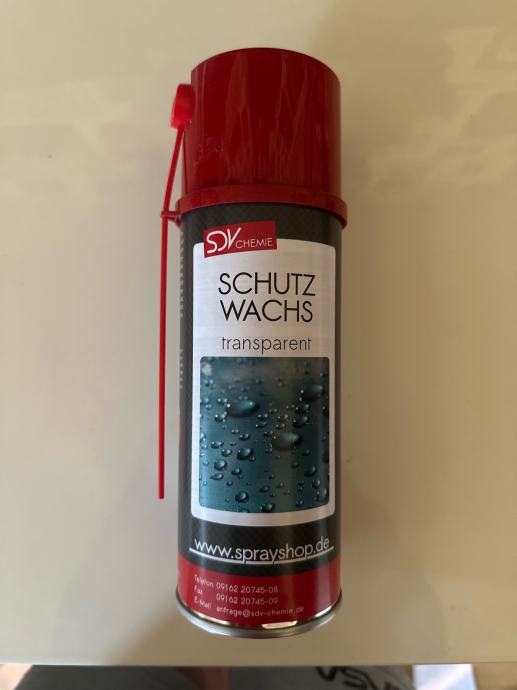 SDV CHEMIE
SCHUTZ
WACHS
transparent
www.sprayshop.de
Telefon 09162 20745-08
Fax 09162 20745-09
E-Mail anfrage@sdv-chemie.de